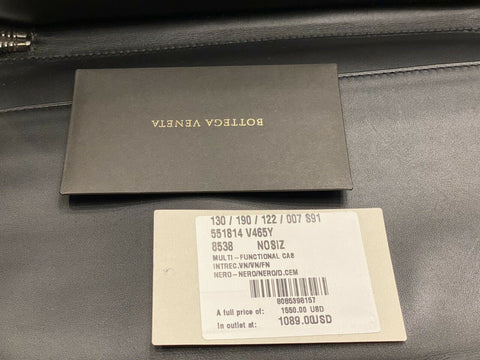 BOTTEGA VENETA
130 / 190 / 122 / 007 S91
551814 V465Y
8538 NOSIZ
MULTI-FUNCTIONAL CAB
INTREC.VN/VN/FN
NERO-NERO/NERO/D.CEM
8085398157
A full price of: 1550.00 USD
In outlet at: 1089.00USD